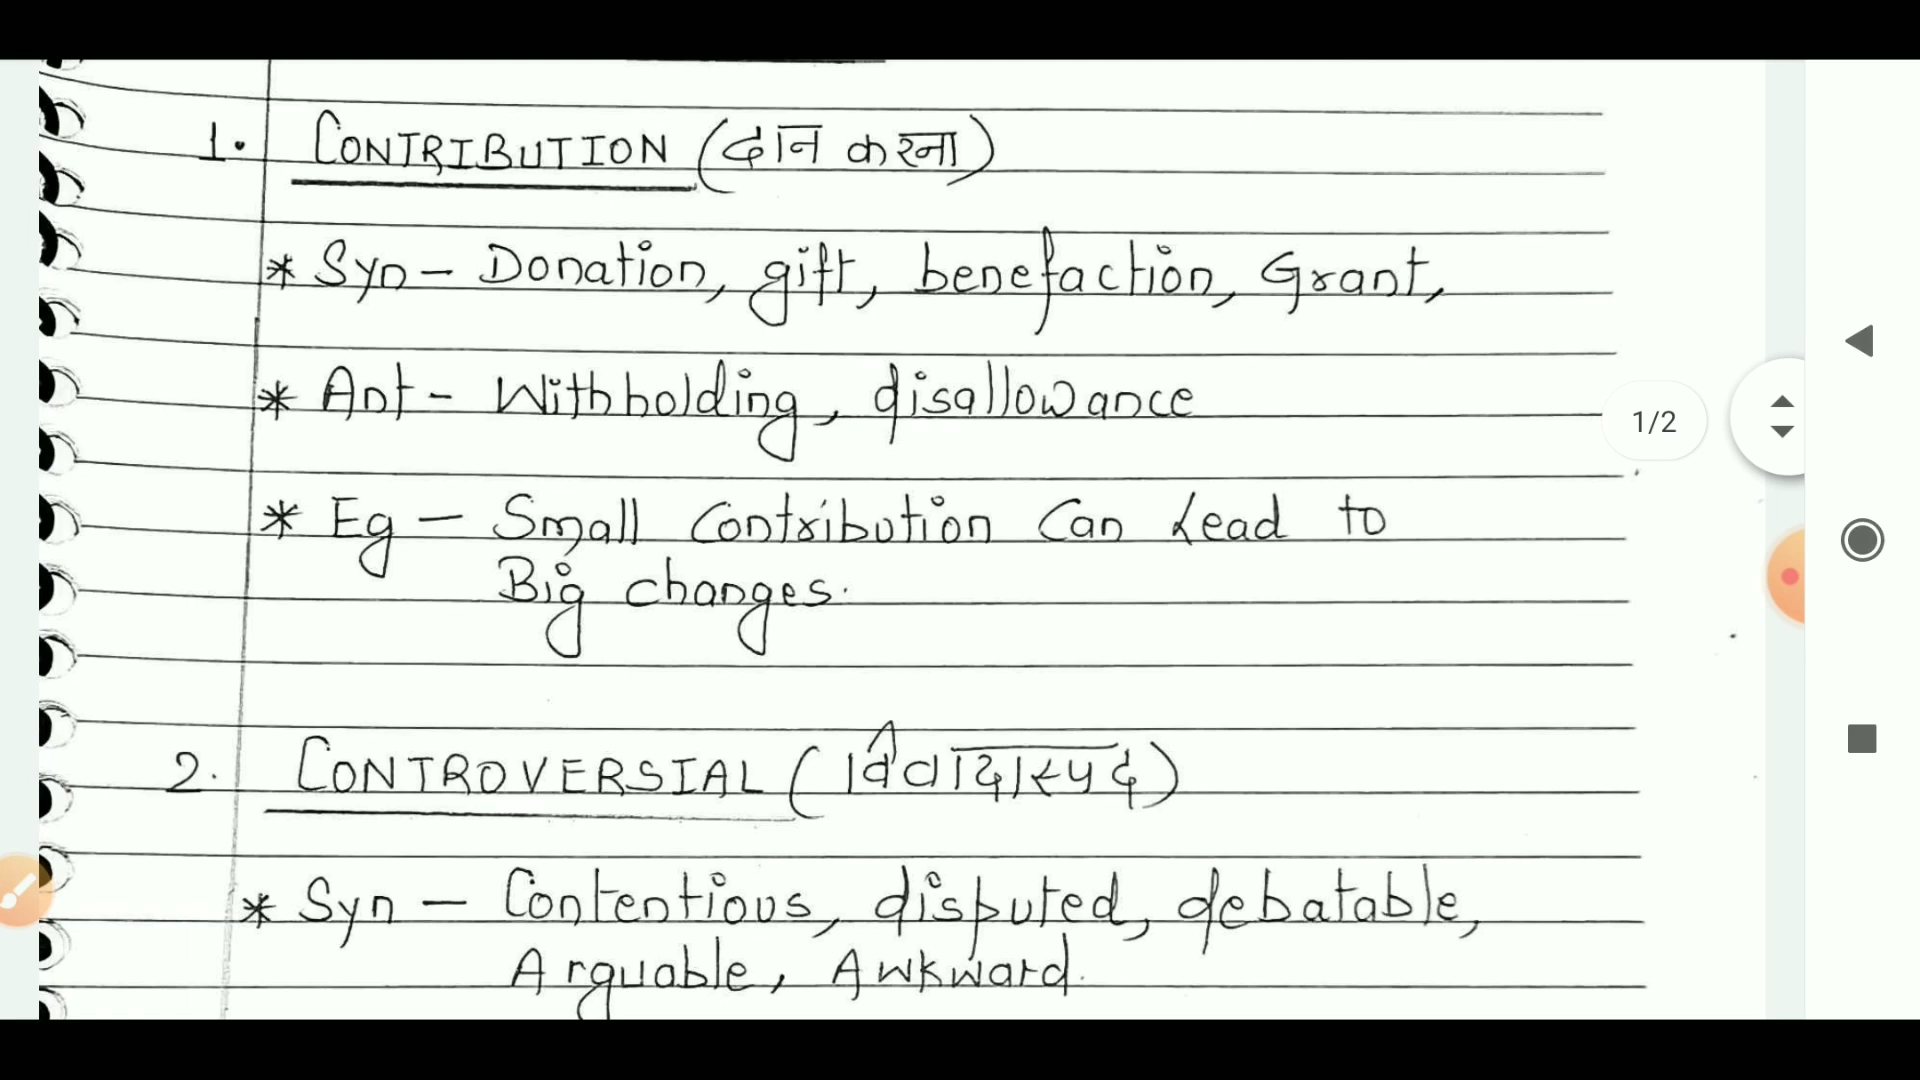 1. CONTRIBUTION (दान करना)
* Syn - Donation, gift, benefaction, Grant,
* Ant - Withholding, disallowance
* Eg - Small Contribution Can Lead to
Big changes.
1/2
2. CONTROVERSIAL (विवादास्पद)
* Syn - Contentious, disputed, debatable,
Arguable, Awkward.